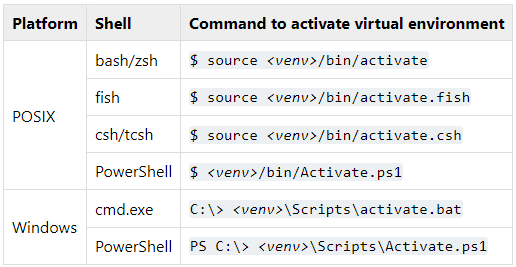 Platform Shell Command to activate virtual environment
POSIX
bash/zsh $ source <venv>/bin/activate
fish $ source <venv>/bin/activate.fish
csh/tcsh $ source <venv>/bin/activate.csh
PowerShell $ <venv>/bin/Activate.ps1
Windows
cmd.exe C:\> <venv>\Scripts\activate.bat
PowerShell PS C:\> <venv>\Scripts\Activate.ps1